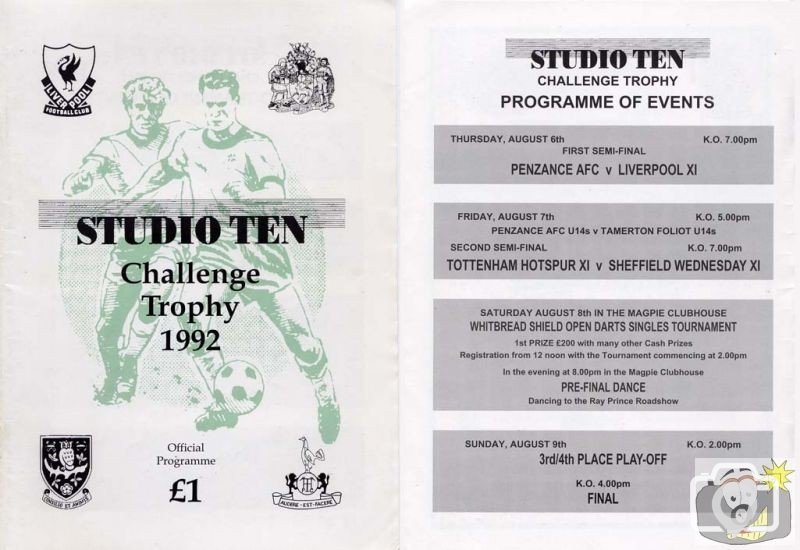 LIVERPOOL
FOOTBALL CLUB
STUDIO TEN
Challenge
Trophy
1992
Official
Programme
£1
CONSILIO ET ANIMIS
AUDERE · EST · FACERE
STUDIO TEN
CHALLENGE TROPHY
PROGRAMME OF EVENTS
THURSDAY, AUGUST 6th K.O. 7.00pm
FIRST SEMI-FINAL
PENZANCE AFC v LIVERPOOL XI
FRIDAY, AUGUST 7th K.O. 5.00pm
PENZANCE AFC U14s v TAMERTON FOLIOT U14s
SECOND SEMI-FINAL K.O. 7.00pm
TOTTENHAM HOTSPUR XI v SHEFFIELD WEDNESDAY XI
SATURDAY AUGUST 8th IN THE MAGPIE CLUBHOUSE
WHITBREAD SHIELD OPEN DARTS SINGLES TOURNAMENT
1st PRIZE £200 with many other Cash Prizes
Registration from 12 noon with the Tournament commencing at 2.00pm
In the evening at 8.00pm in the Magpie Clubhouse
PRE-FINAL DANCE
Dancing to the Ray Prince Roadshow
SUNDAY, AUGUST 9th K.O. 2.00pm
3rd/4th PLACE PLAY-OFF
K.O. 4.00pm
FINAL